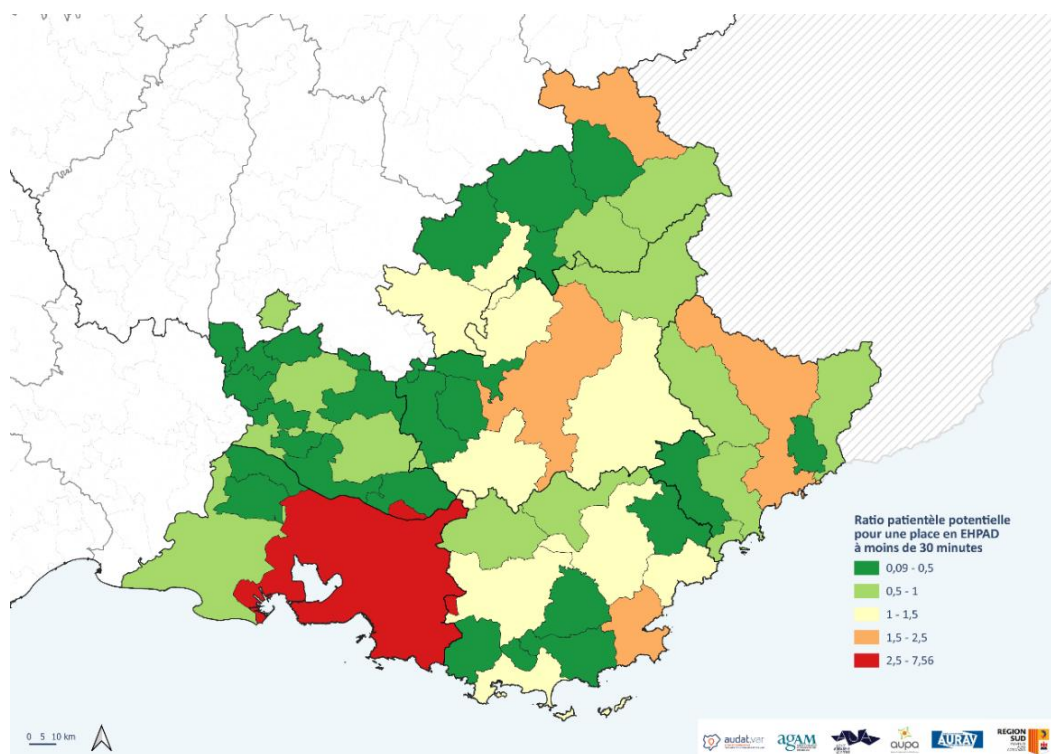 Ratio patientèle potentielle
pour une place en EHPAD
à moins de 30 minutes
0,09 - 0,5
0,5 - 1
1 - 1,5
1,5 - 2,5
2,5 - 7,56
0 5 10 km
audat.var
agam
aupa
AURAV
RÉGION
SUD